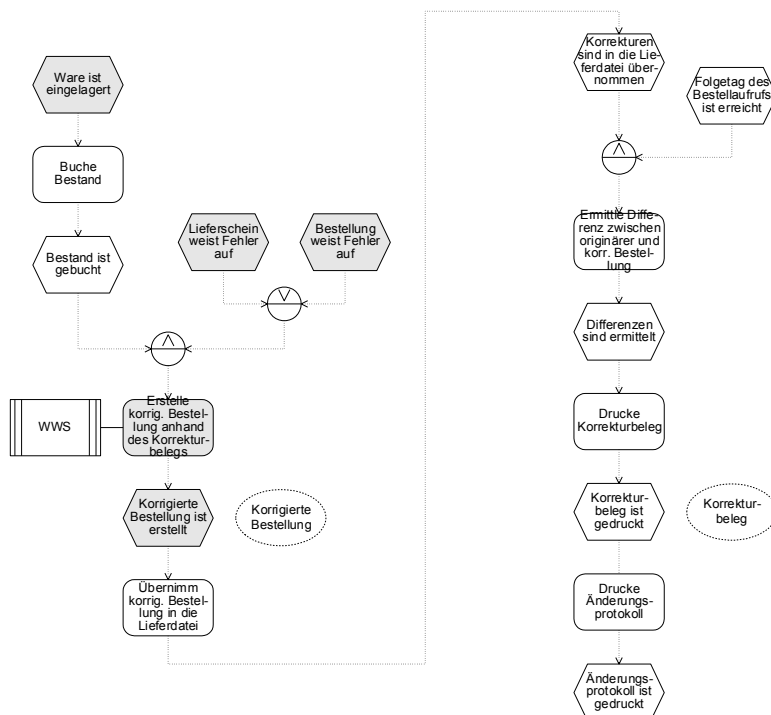 Ware ist
eingelagert
Buche
Bestand
Bestand ist
gebucht
Lieferschein
weist Fehler
auf
Bestellung
weist Fehler
auf
V
Λ
WWS
Erstelle
korrig. Bestel-
lung anhand
des Korrektur-
belegs
Korrigierte
Bestellung ist
erstellt
Korrigierte
Bestellung
Übernimm
korrig. Bestel-
lung in die
Lieferdatei
Korrekturen
sind in die Lie-
ferdatei über-
nommen
Folgetag des
Bestellaufrufs
ist erreicht
Λ
Ermittle Diffe-
renz zwischen
originärer und
korr. Bestel-
lung
Differenzen
sind ermittelt
Drucke
Korrekturbeleg
Korrektur-
beleg ist
gedruckt
Korrektur-
beleg
Drucke
Änderungs-
protokoll
Änderungs-
protokoll ist
gedruckt